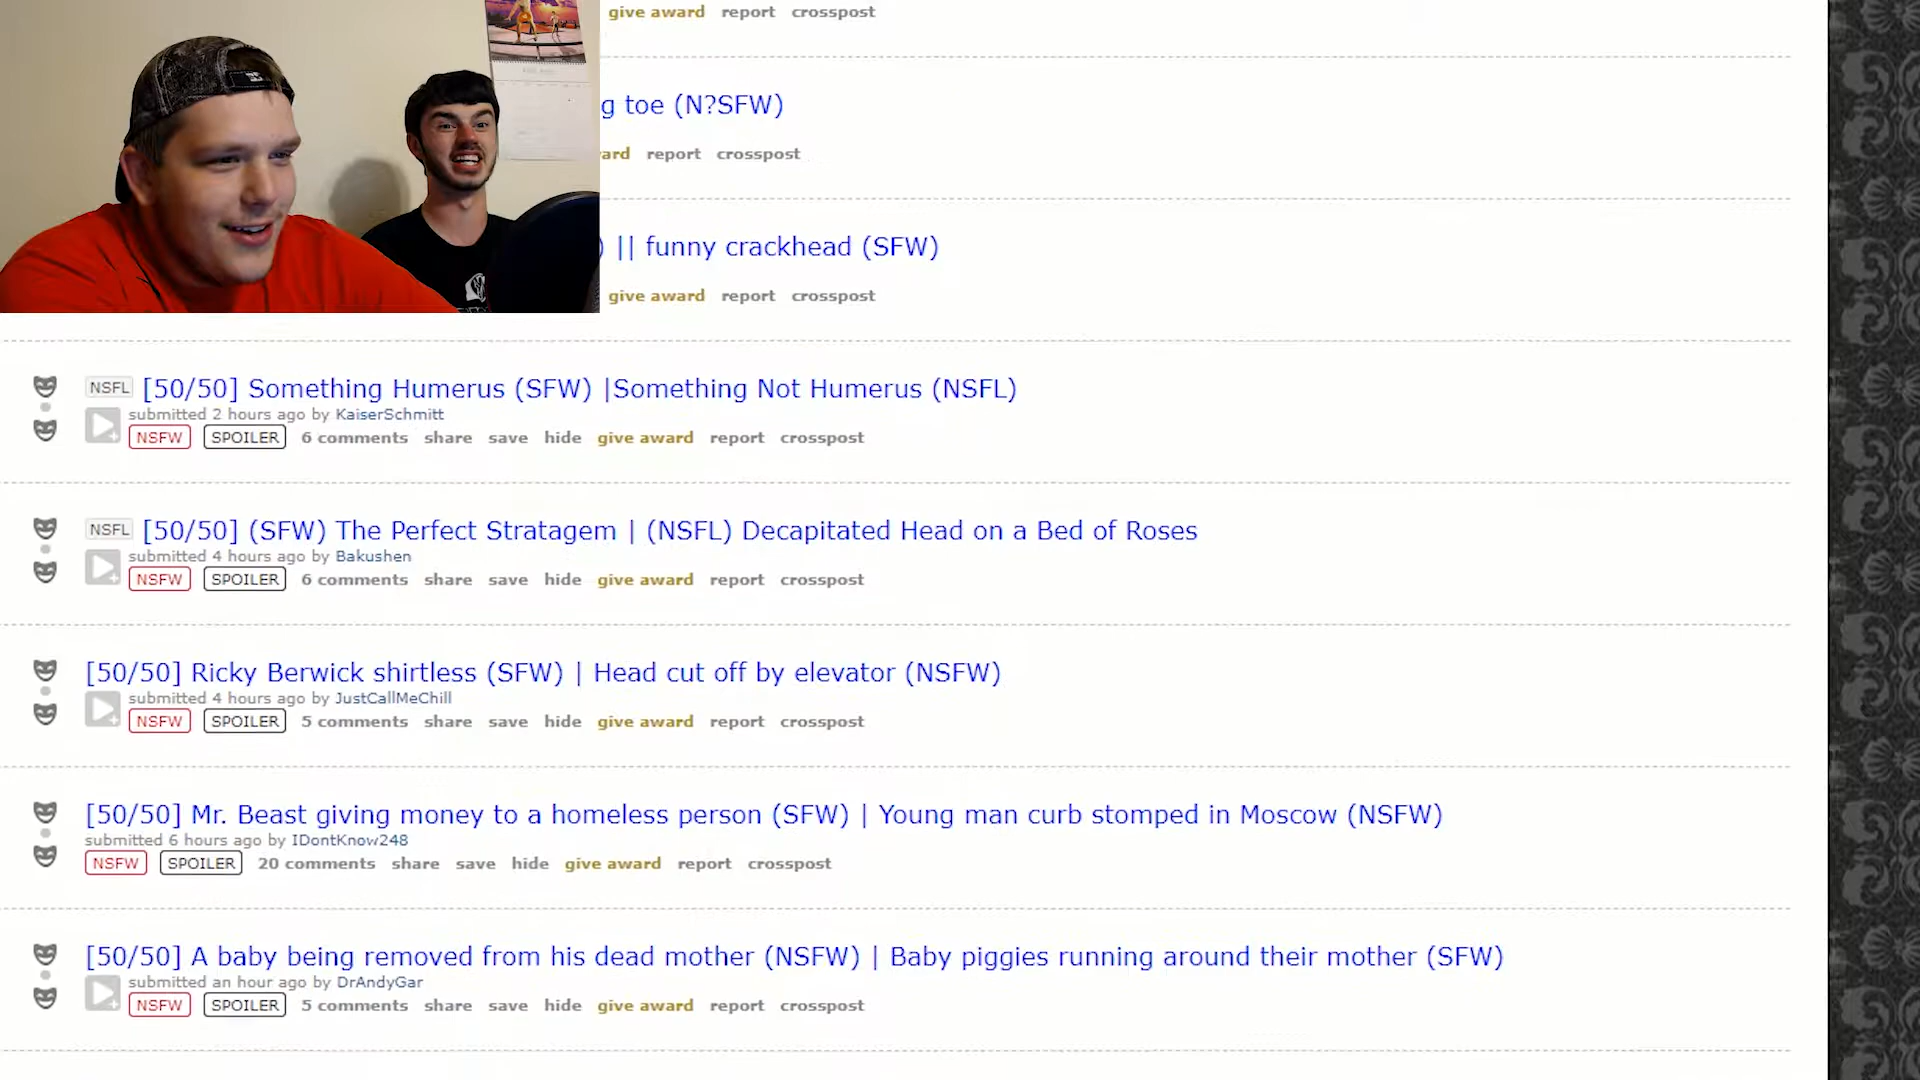 give award report crosspost
g toe (N?SFW)
ard report crosspost
) || funny crackhead (SFW)
give award report crosspost
NSFL [50/50] Something Humerus (SFW) |Something Not Humerus (NSFL)
submitted 2 hours ago by KaiserSchmitt
NSFW SPOILER 6 comments share save hide give award report crosspost
NSFL [50/50] (SFW) The Perfect Stratagem | (NSFL) Decapitated Head on a Bed of Roses
submitted 4 hours ago by Bakushen
NSFW SPOILER 6 comments share save hide give award report crosspost
[50/50] Ricky Berwick shirtless (SFW) | Head cut off by elevator (NSFW)
submitted 4 hours ago by JustCallMeChill
NSFW SPOILER 5 comments share save hide give award report crosspost
[50/50] Mr. Beast giving money to a homeless person (SFW) | Young man curb stomped in Moscow (NSFW)
submitted 6 hours ago by IDontKnow248
NSFW SPOILER 20 comments share save hide give award report crosspost
[50/50] A baby being removed from his dead mother (NSFW) | Baby piggies running around their mother (SFW)
submitted an hour ago by DrAndyGar
NSFW SPOILER 5 comments share save hide give award report crosspost